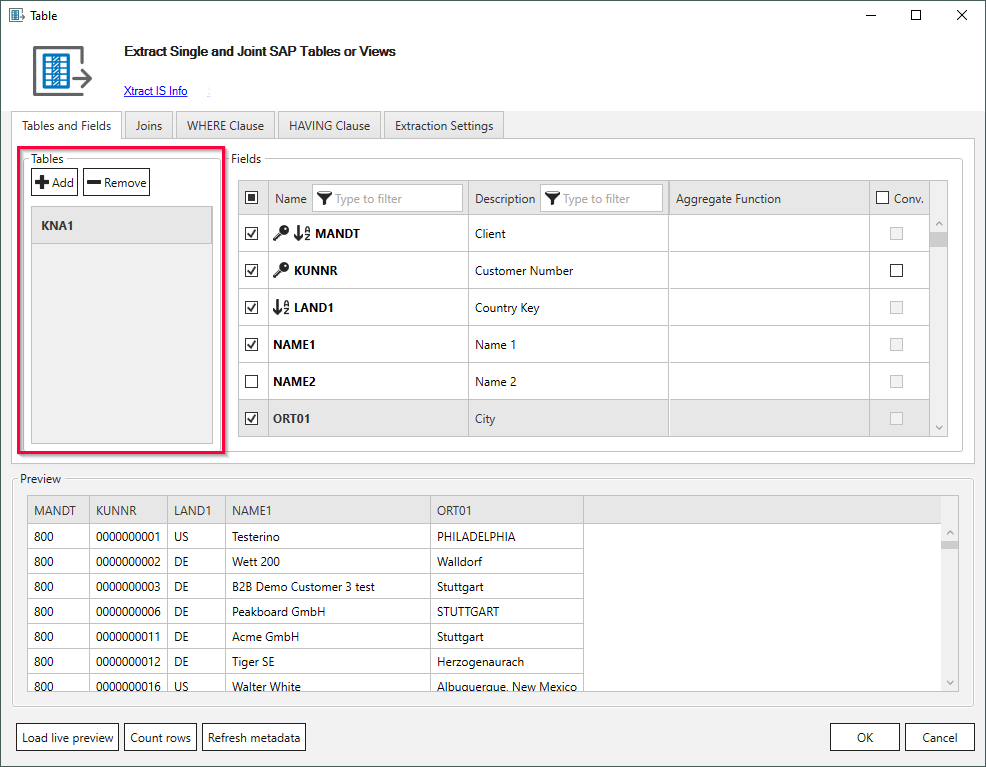 Table
Extract Single and Joint SAP Tables or Views
Xtract IS Info
Tables and Fields Joins WHERE Clause HAVING Clause Extraction Settings
Tables
Add Remove
KNA1
Fields
Name Type to filter Description Type to filter Aggregate Function Conv.
MANDT Client
KUNNR Customer Number
LAND1 Country Key
NAME1 Name 1
NAME2 Name 2
ORT01 City
Preview
MANDT KUNNR LAND1 NAME1 ORT01
800 0000000001 US Testerino PHILADELPHIA
800 0000000002 DE Wett 200 Walldorf
800 0000000003 DE B2B Demo Customer 3 test Stuttgart
800 0000000006 DE Peakboard GmbH STUTTGART
800 0000000011 DE Acme GmbH Stuttgart
800 0000000012 DE Tiger SE Herzogenaurach
800 0000000016 US Walter White Albuquerque, New Mexico
Load live preview Count rows Refresh metadata OK Cancel